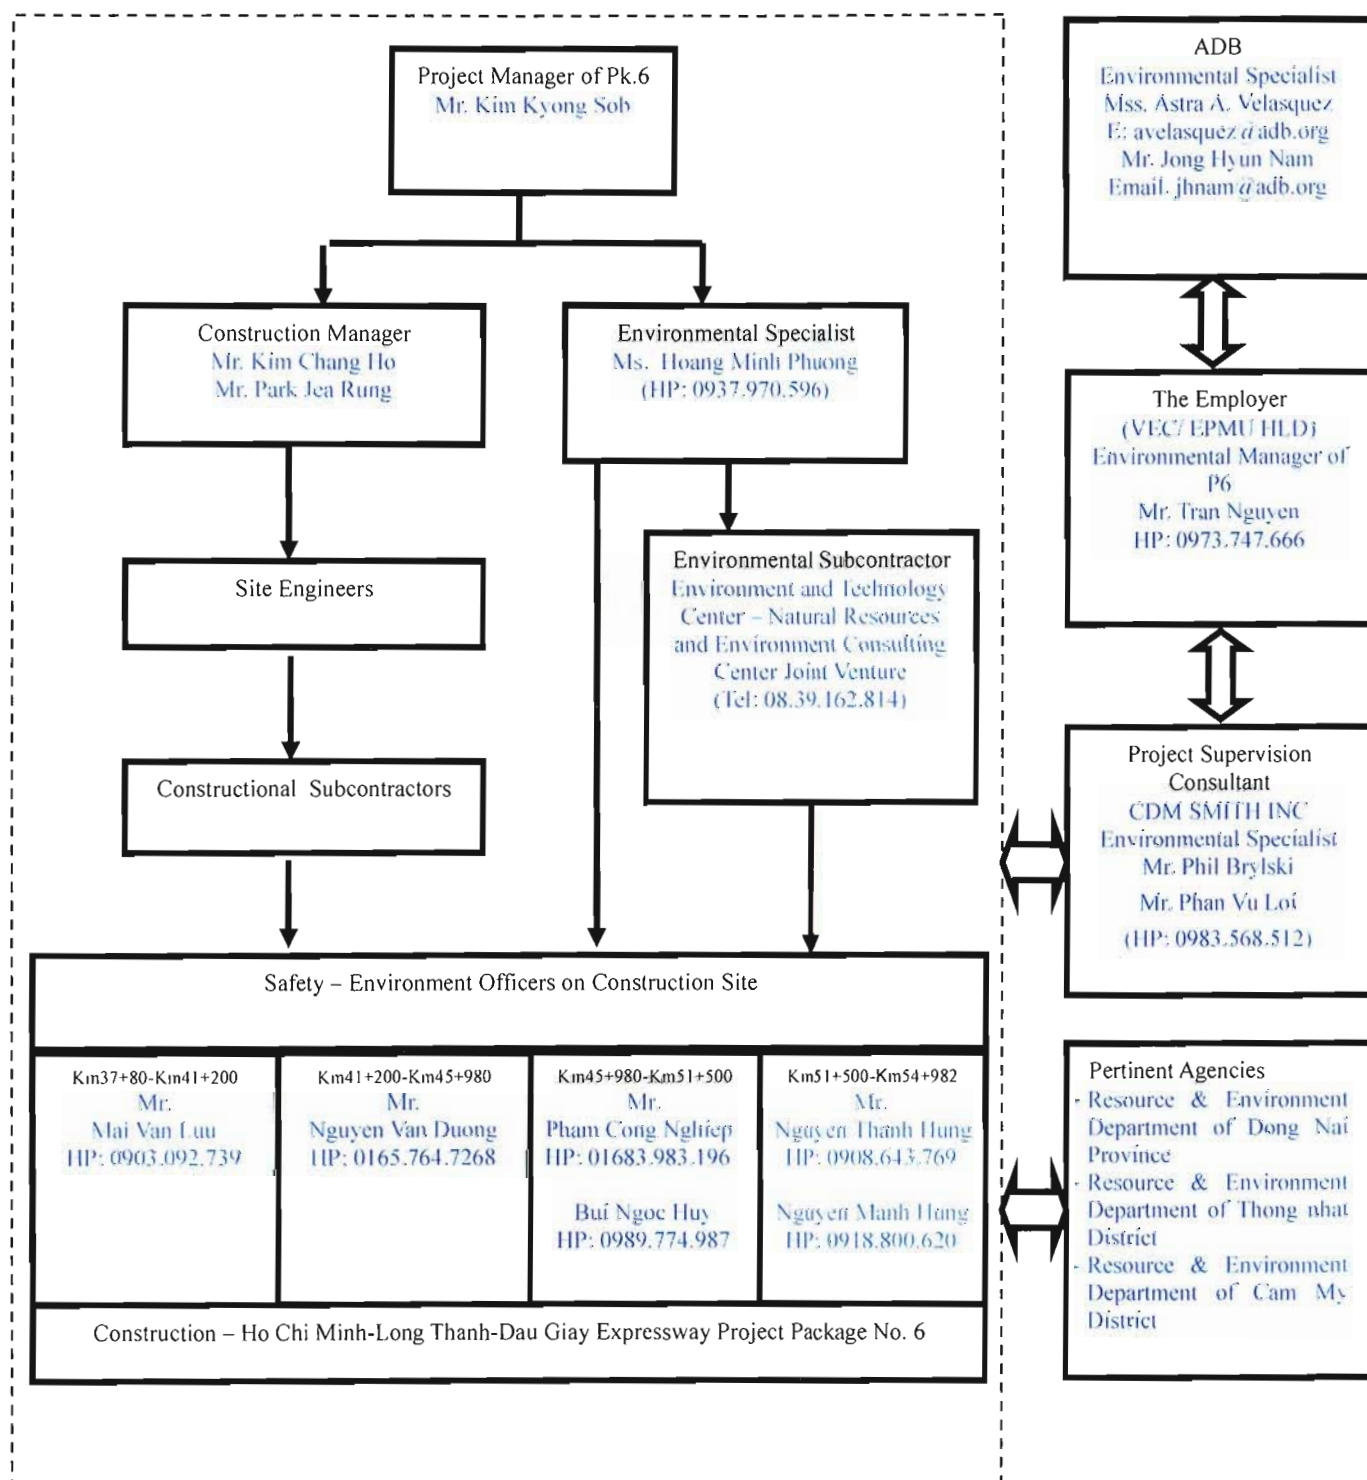 Project Manager of Pk.6
Mr. Kim Kyong Sob
Construction Manager
Mr. Kim Chang Ho
Mr. Park Jea Rung
Environmental Specialist
Ms. Hoang Minh Phuong
(HP: 0937.970.596)
Site Engineers
Environmental Subcontractor
Environment and Technology
Center – Natural Resources
and Environment Consulting
Center Joint Venture
(Tel: 08.39.162.814)
Constructional Subcontractors
Safety – Environment Officers on Construction Site
Km37+80-Km41+200
Mr.
Mai Van Luu
HP: 0903.092.739
Km41+200-Km45+980
Mr.
Nguyen Van Duong
HP: 0165.764.7268
Km45+980-Km51+500
Mr.
Pham Cong Nghiep
HP: 01683.983.196
Bui Ngoc Huy
HP: 0989.774.987
Km51+500-Km54+982
Mr.
Nguyen Thanh Hung
HP: 0908.643.769
Nguyen Manh Hung
HP: 0918.800.620
Construction – Ho Chi Minh-Long Thanh-Dau Giay Expressway Project Package No. 6
ADB
Environmental Specialist
Mss. Astra A. Velasquez
E: avelasquez@adb.org
Mr. Jong Hyun Nam
Email. jhnam@adb.org
The Employer
(VEC/ EPMU HLD)
Environmental Manager of
P6
Mr. Tran Nguyen
HP: 0973.747.666
Project Supervision
Consultant
CDM SMITH INC
Environmental Specialist
Mr. Phil Brylski
Mr. Phan Vu Loi
(HP: 0983.568.512)
Pertinent Agencies
- Resource & Environment
Department of Dong Nai
Province
- Resource & Environment
Department of Thong nhat
District
- Resource & Environment
Department of Cam My
District